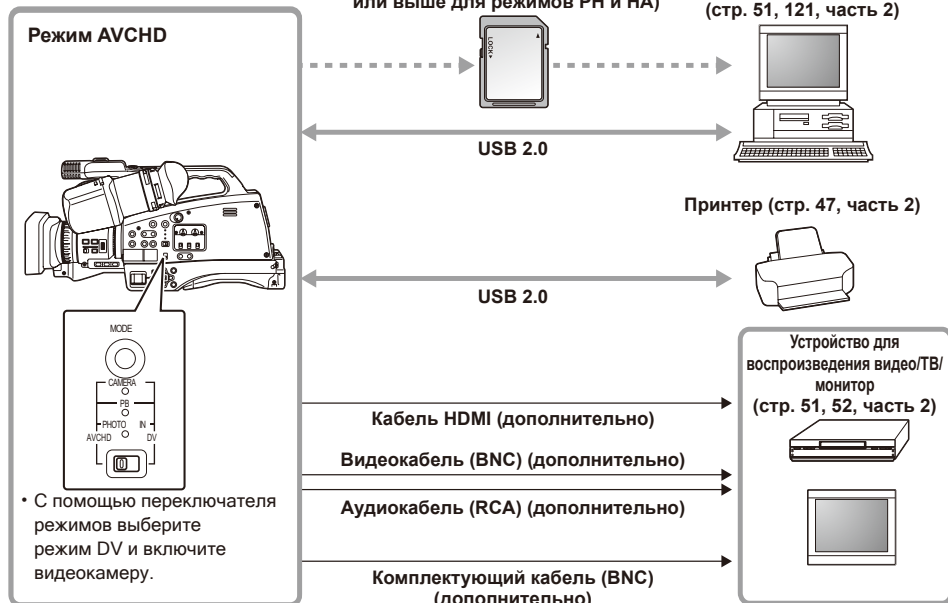 или выше для режимов PH и HA)
(стр. 51, 121, часть 2)
Режим AVCHD
LOCK
USB 2.0
Принтер (стр. 47, часть 2)
USB 2.0
MODE
CAMERA
PB
PHOTO IN
AVCHD DV
• С помощью переключателя
режимов выберите
режим DV и включите
видеокамеру.
Устройство для
воспроизведения видео/ТВ/
монитор
(стр. 51, 52, часть 2)
Кабель HDMI (дополнительно)
Видеокабель (BNC) (дополнительно)
Аудиокабель (RCA) (дополнительно)
Комплектующий кабель (BNC)
(дополнительно)